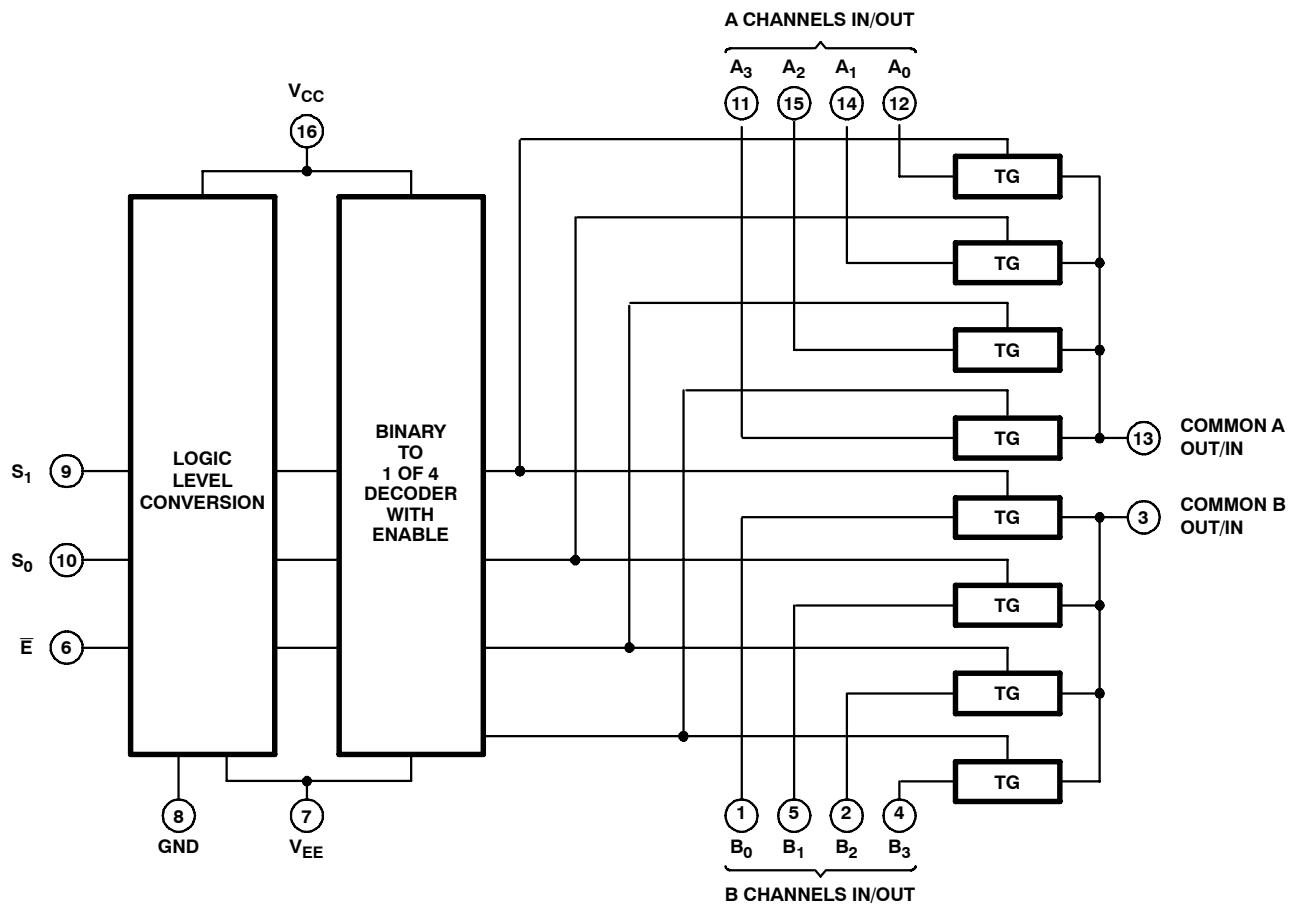 A CHANNELS IN/OUT
A3 A2 A1 A0
11 15 14 12
VCC
16
TG
TG
TG
TG
13 COMMON A
OUT/IN
S1 9
LOGIC
LEVEL
CONVERSION
BINARY
TO
1 OF 4
DECODER
WITH
ENABLE
TG
3 COMMON B
OUT/IN
S0 10
TG
E̅ 6
TG
TG
8
GND
7
VEE
1 5 2 4
B0 B1 B2 B3
B CHANNELS IN/OUT